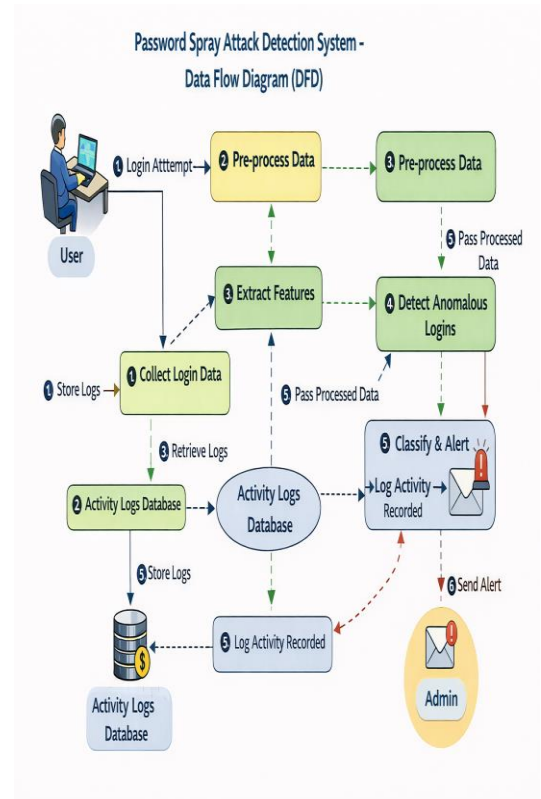 Password Spray Attack Detection System -
Data Flow Diagram (DFD)
1 Login Atttempt
2 Pre-process Data
3 Pre-process Data
User
5 Pass Processed
Data
3 Extract Features
4 Detect Anomalous
Logins
1 Collect Login Data
1 Store Logs
5 Pass Processed Data
3 Retrieve Logs
5 Classify & Alert
Log Activity
Recorded
2 Activity Logs Database
Activity Logs
Database
5 Store Logs
6 Send Alert
5 Log Activity Recorded
$
Admin
Activity Logs
Database